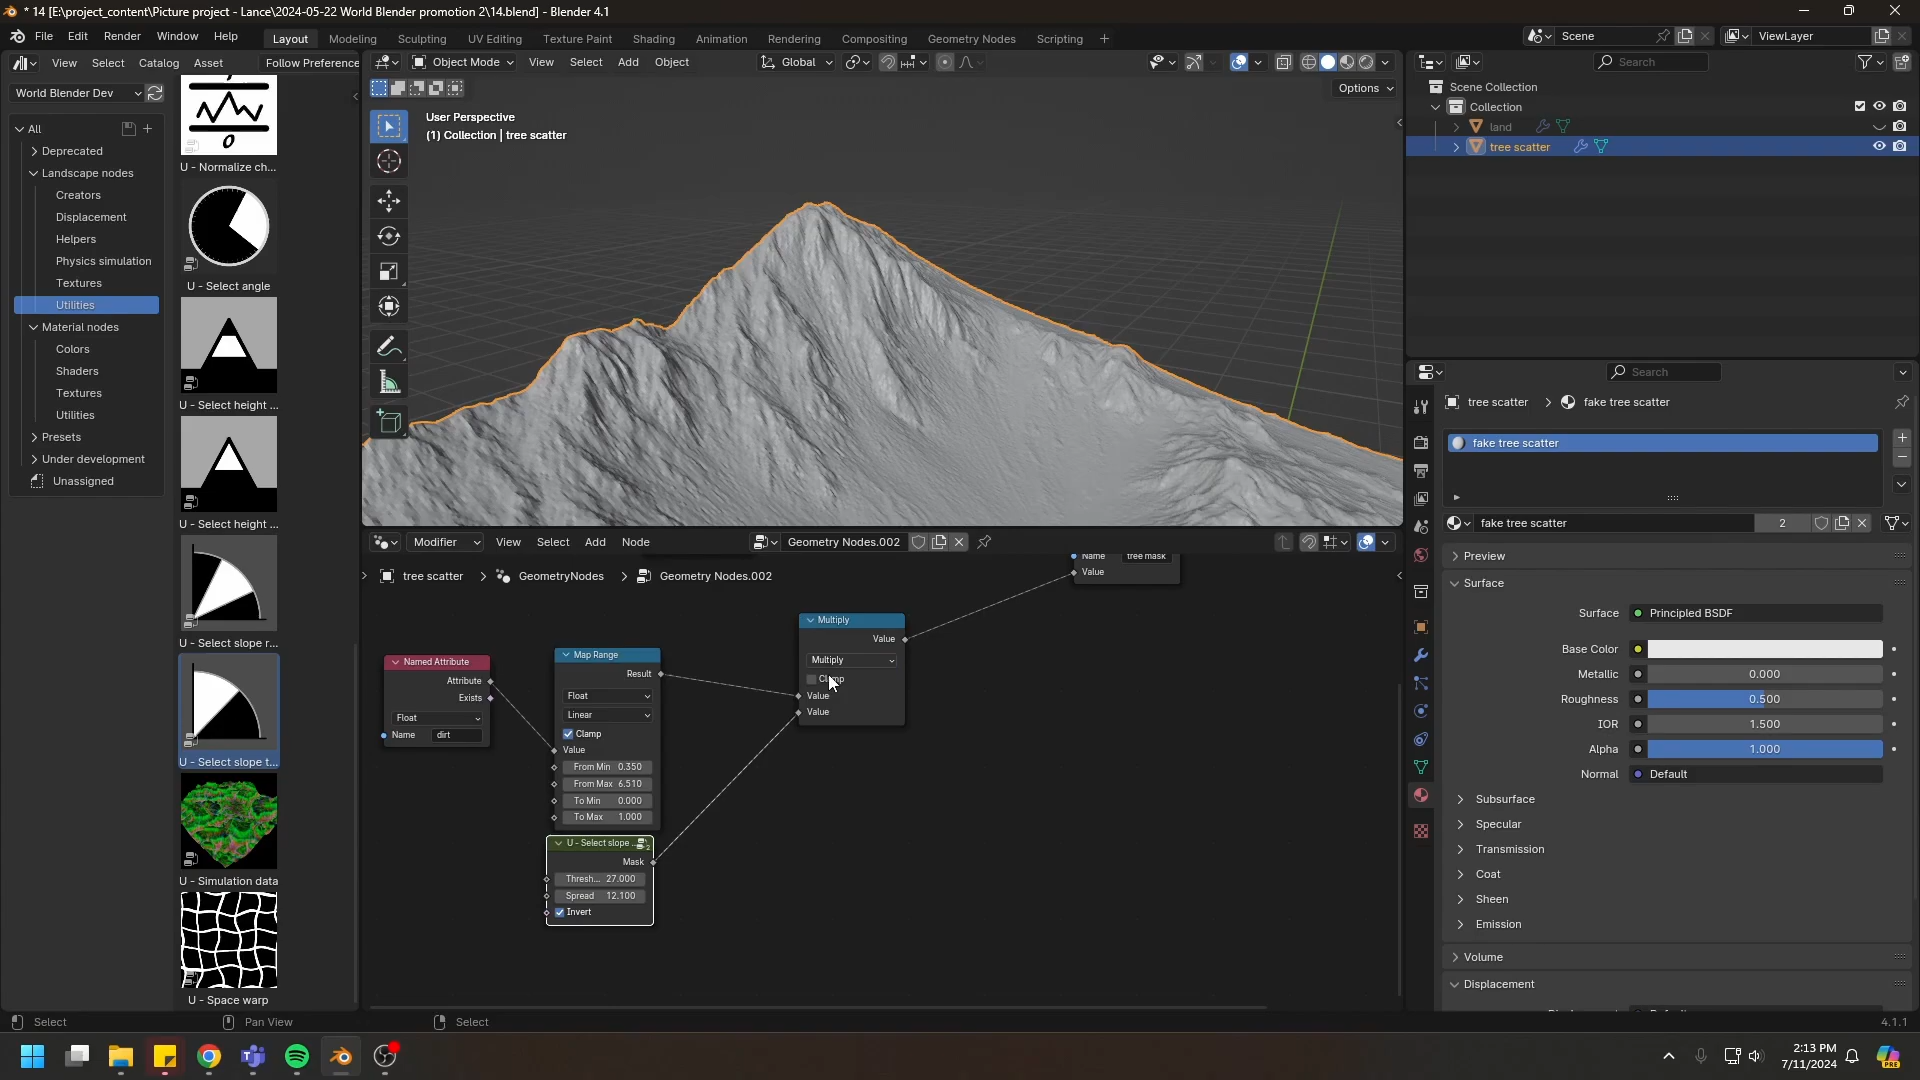 * 14 [E:\project_content\Picture project - Lance\2024-05-22 World Blender promotion 2\14.blend] - Blender 4.1
File Edit Render Window Help
Layout Modeling Sculpting UV Editing Texture Paint Shading Animation Rendering Compositing Geometry Nodes Scripting +
Scene
ViewLayer
View Select Catalog Asset Follow Preference
World Blender Dev
All
Deprecated
Landscape nodes
Creators
Displacement
Helpers
Physics simulation
Textures
Utilities
Material nodes
Colors
Shaders
Textures
Utilities
Presets
Under development
Unassigned
0
U - Normalize ch...
U - Select angle
U - Select height ...
U - Select height ...
U - Select slope r...
U - Select slope t...
U - Simulation data
U - Space warp
Object Mode View Select Add Object Global
Options
User Perspective
(1) Collection | tree scatter
Modifier View Select Add Node Geometry Nodes.002
tree scatter GeometryNodes Geometry Nodes.002
Named Attribute
Attribute
Exists
Float
Name dirt
Map Range
Result
Float
Linear
Clamp
Value
From Min 0.350
From Max 6.510
To Min 0.000
To Max 1.000
U - Select slope ... 2
Mask
Thresh... 27.000
Spread 12.100
Invert
Multiply
Value
Multiply
Clamp
Value
Value
Name tree mask
Value
Search
Scene Collection
Collection
land
tree scatter
Search
tree scatter fake tree scatter
fake tree scatter
fake tree scatter 2
Preview
Surface
Surface Principled BSDF
Base Color
Metallic 0.000
Roughness 0.500
IOR 1.500
Alpha 1.000
Normal Default
Subsurface
Specular
Transmission
Coat
Sheen
Emission
Volume
Displacement
Select Pan View Select
4.1.1
2:13 PM
7/11/2024
PRE